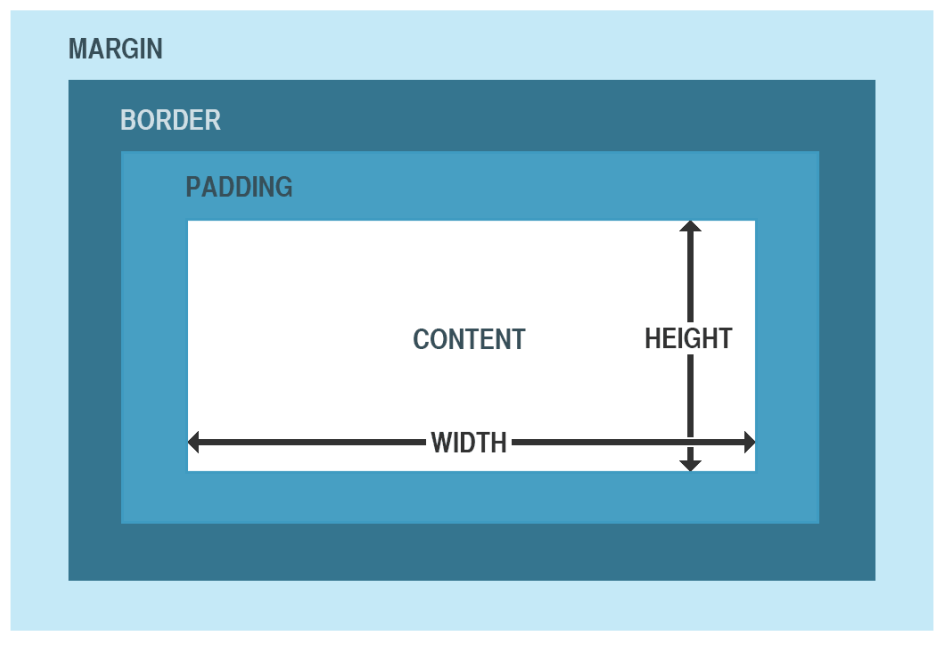 MARGIN
BORDER
PADDING
CONTENT
HEIGHT
WIDTH